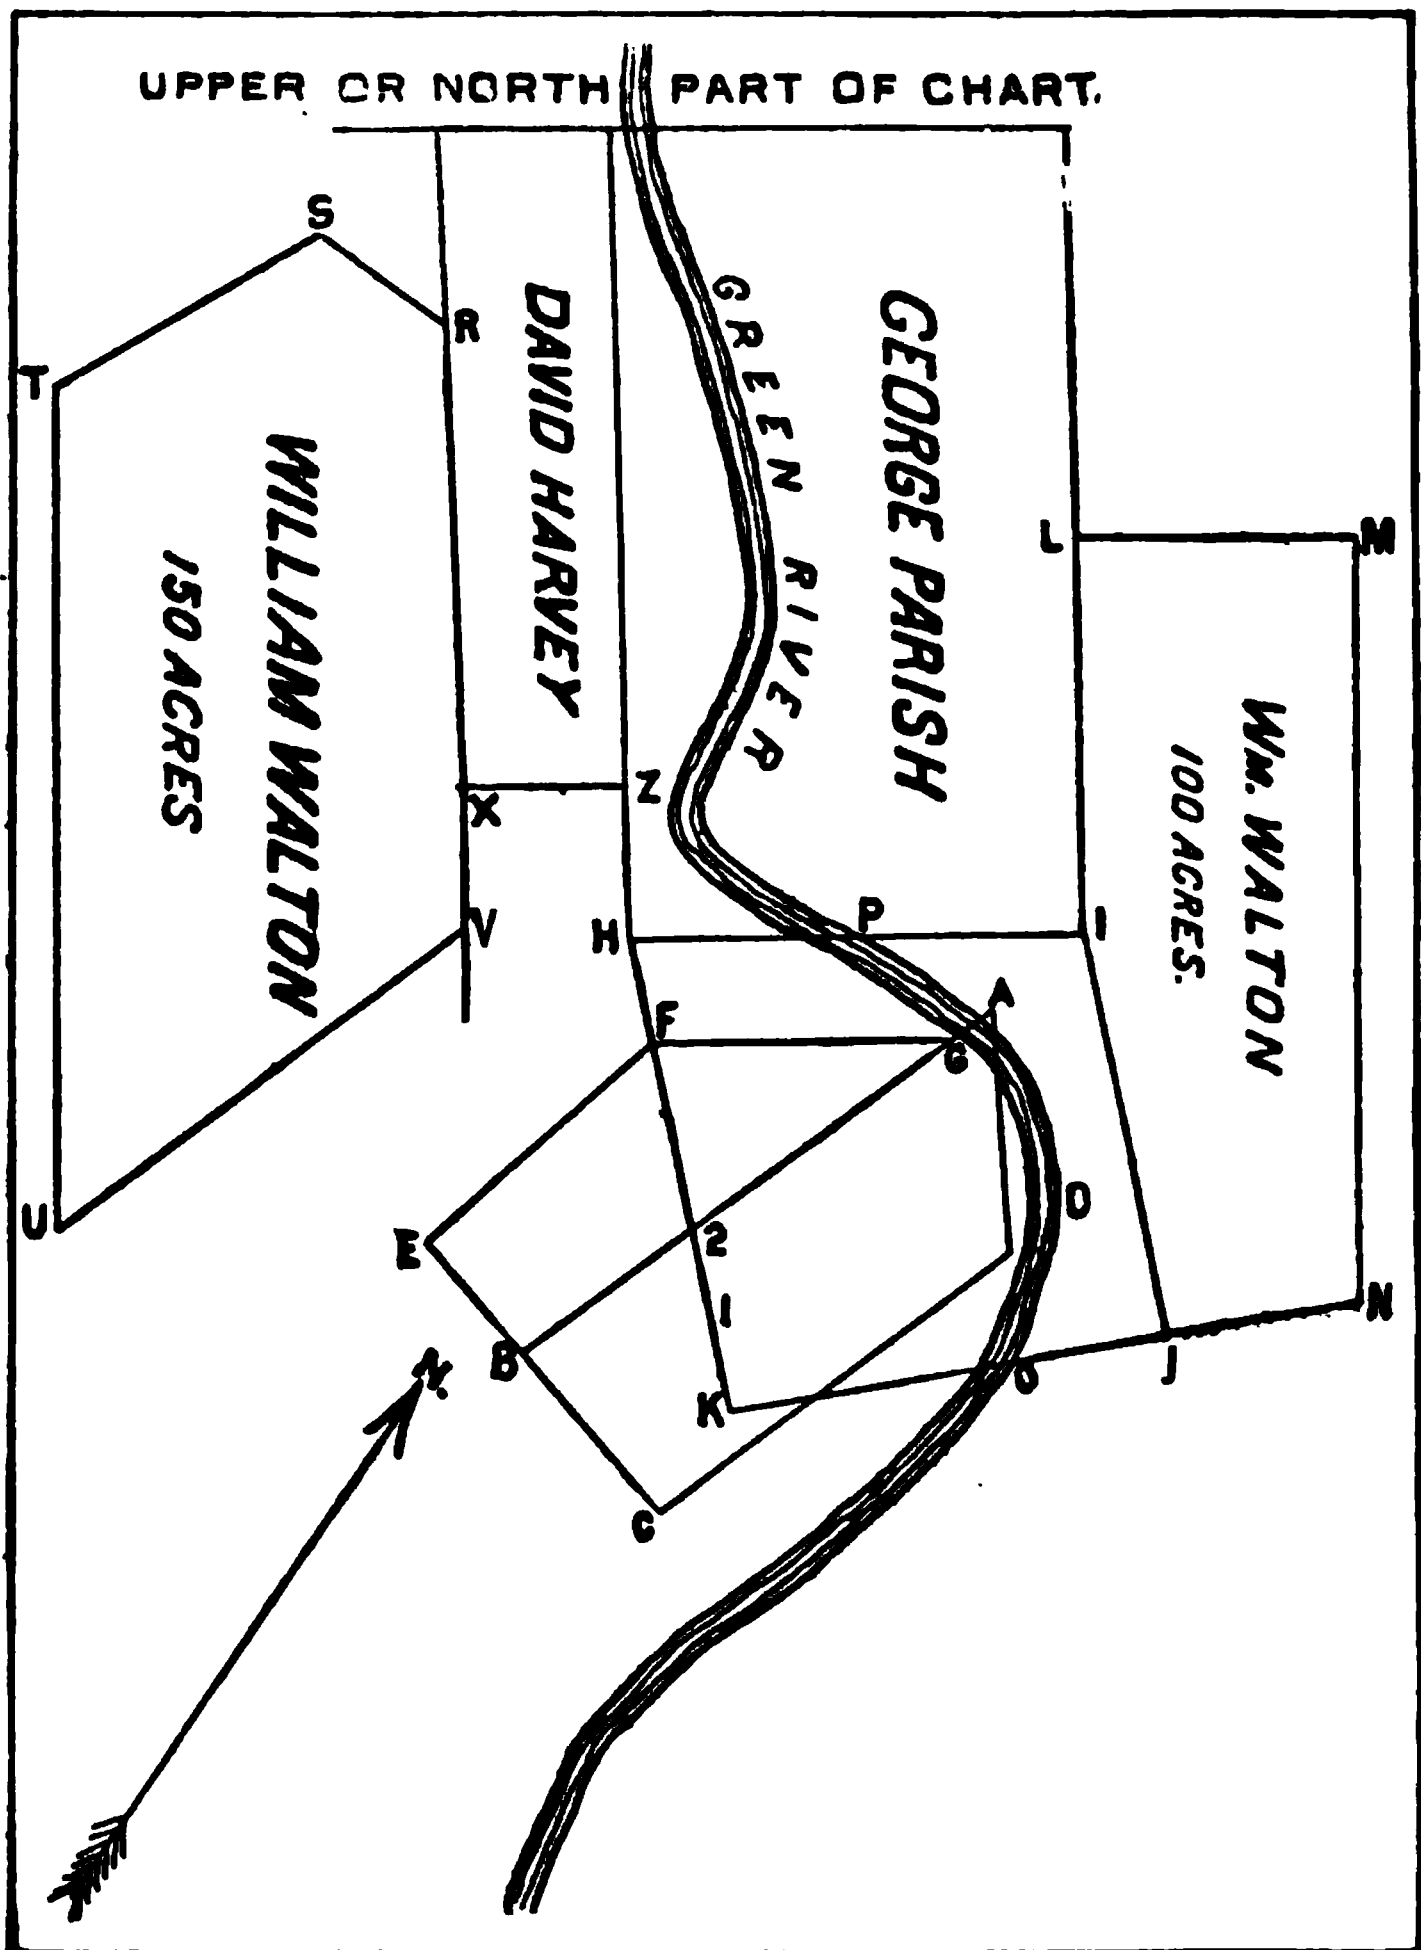 UPPER OR NORTH PART OF CHART.
S
R
T
DAVID HARVEY
GREEN RIVER
GEORGE PARISH
L
M
WILLIAM WALTON
150 ACRES
Wm. WALTON
100 ACRES.
X
Z
V
H
P
I
F
A
G
U
E
2
D
1
B
N.
K
O
J
N
C